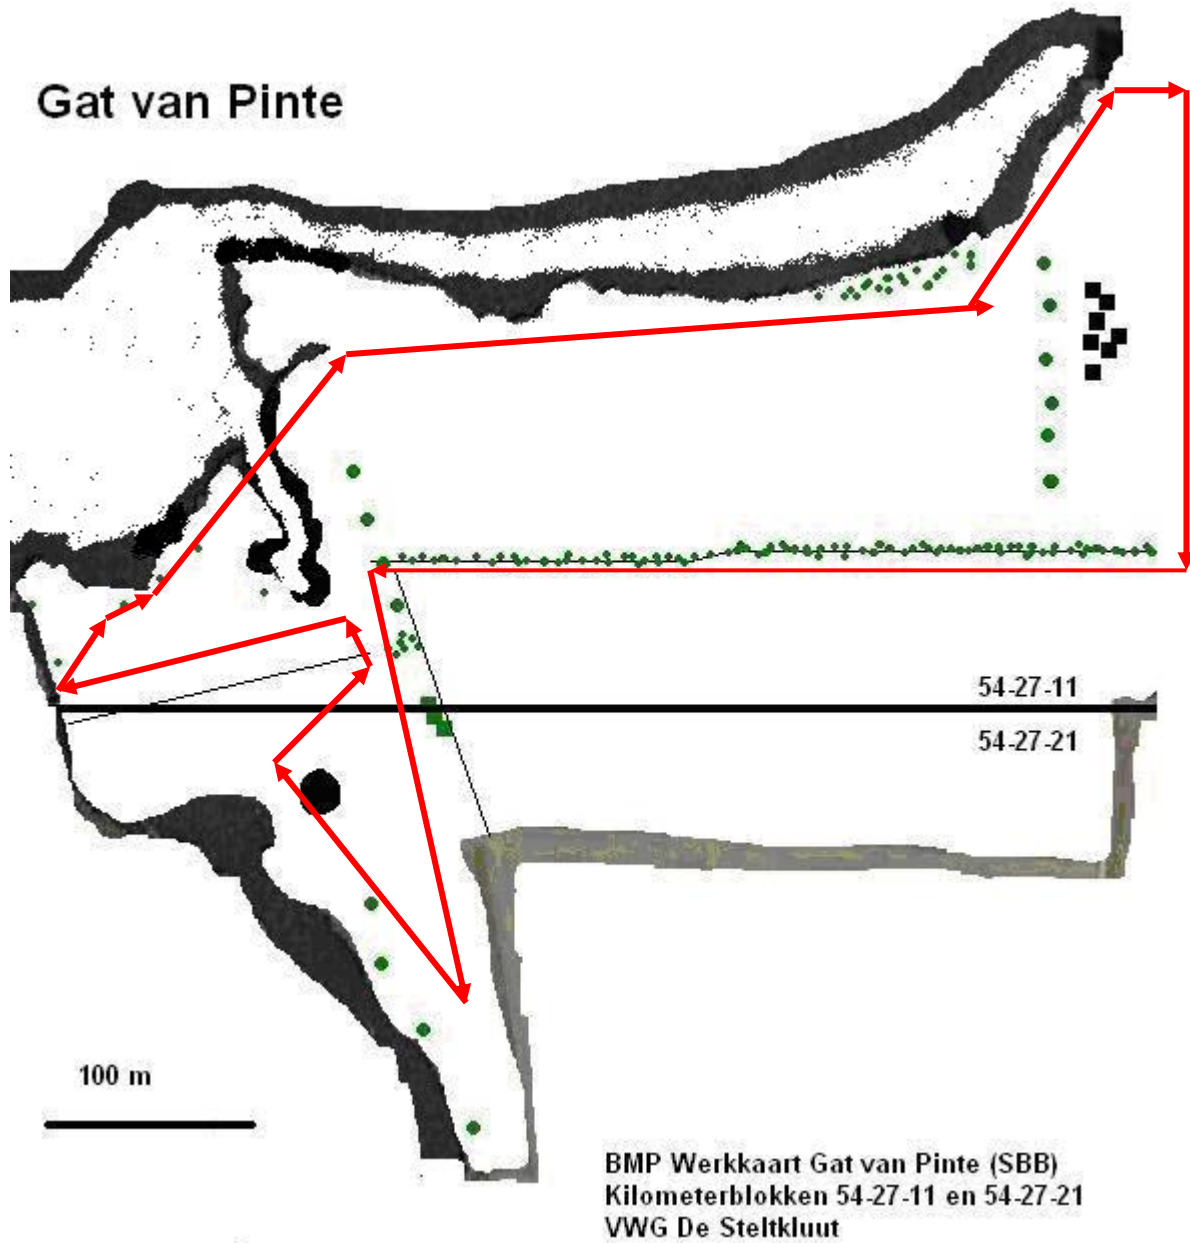 Gat van Pinte
54-27-11
54-27-21
100 m
BMP Werkkaart Gat van Pinte (SBB)
Kilometerblokken 54-27-11 en 54-27-21
VWG De Steltkluut